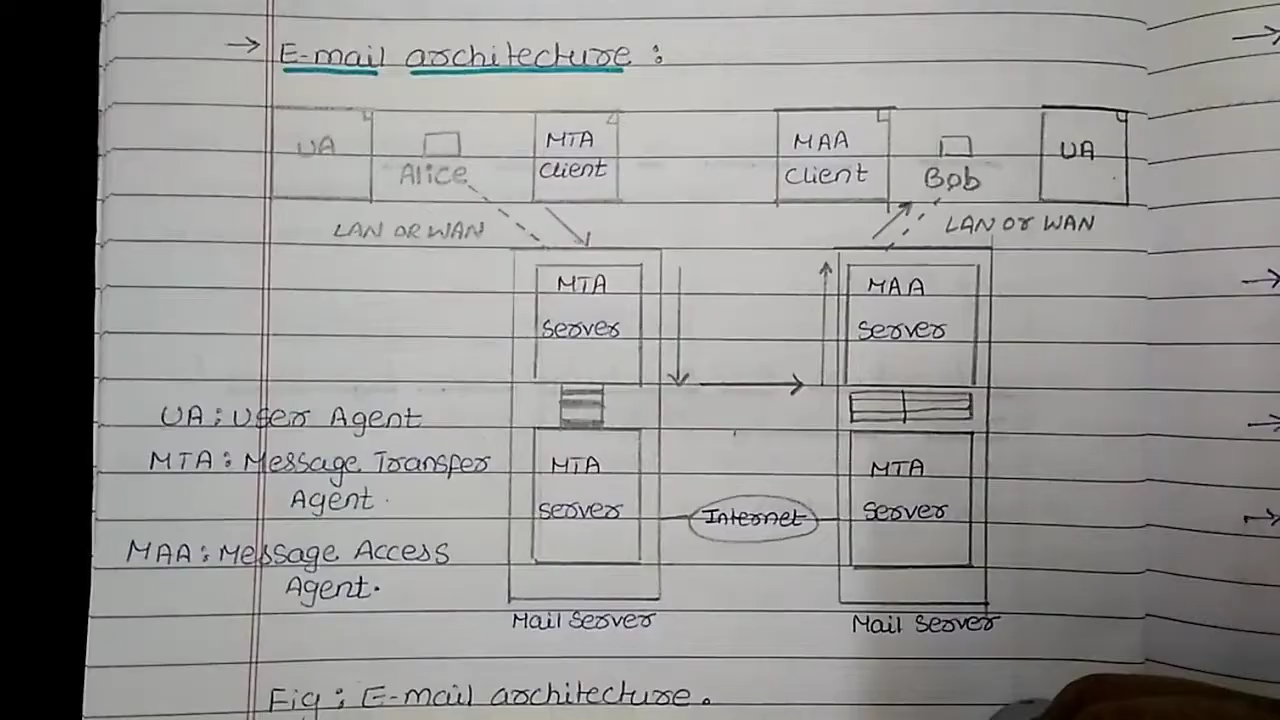 → E-mail architecture :
UA
Alice
MTA
Client
MAA
Client
Bob
UA
LAN OR WAN
LAN or WAN
MTA
Server
MAA
Server
UA : User Agent
MTA : Message Transfer
Agent.
MAA : Message Access
Agent.
MTA
Server
Internet
MTA
Server
Mail Server
Mail Server
Fig : E-mail architecture.